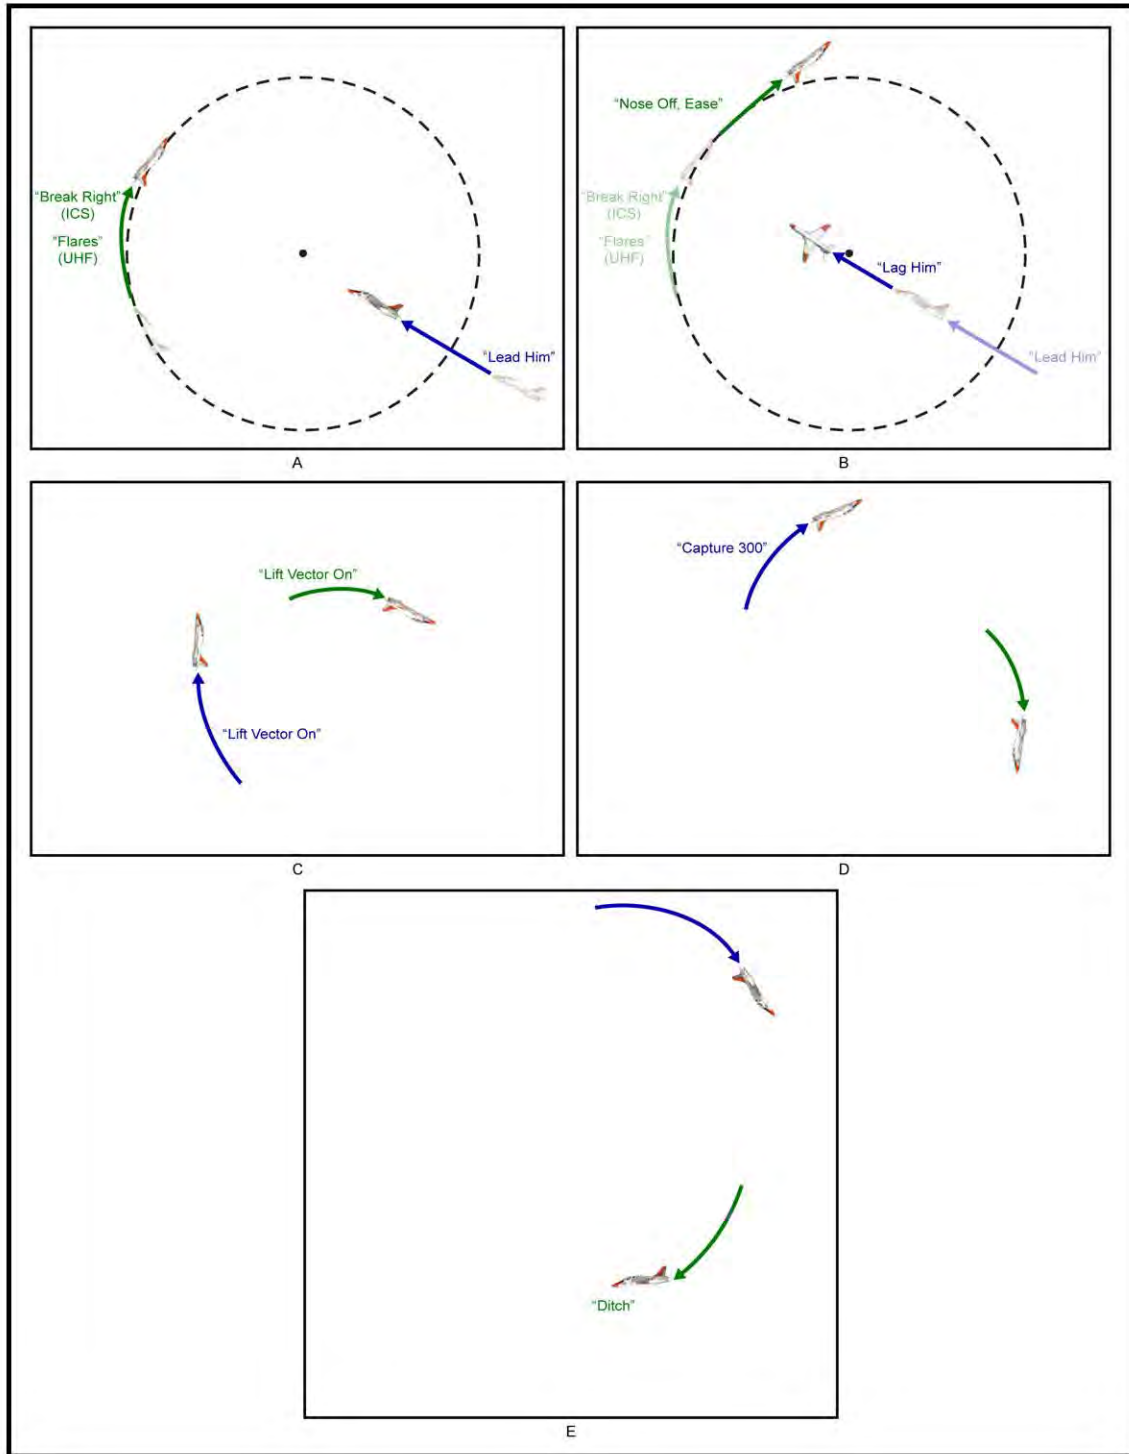 “Break Right”
(ICS)
“Flares”
(UHF)
“Lead Him”
A
“Nose Off, Ease”
“Break Right”
(ICS)
“Flares”
(UHF)
“Lag Him”
“Lead Him”
B
“Lift Vector On”
“Lift Vector On”
C
“Capture 300”
D
“Ditch”
E